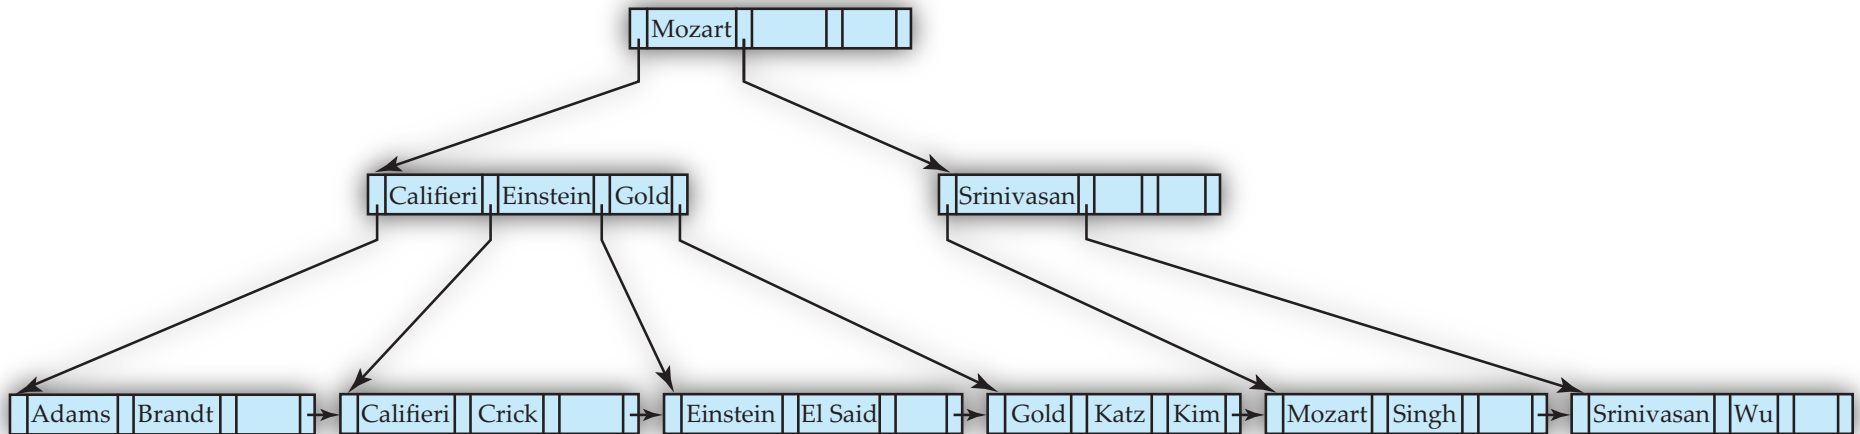 Mozart
Califieri Einstein Gold Srinivasan
Adams Brandt Califieri Crick Einstein El Said Gold Katz Kim Mozart Singh Srinivasan Wu